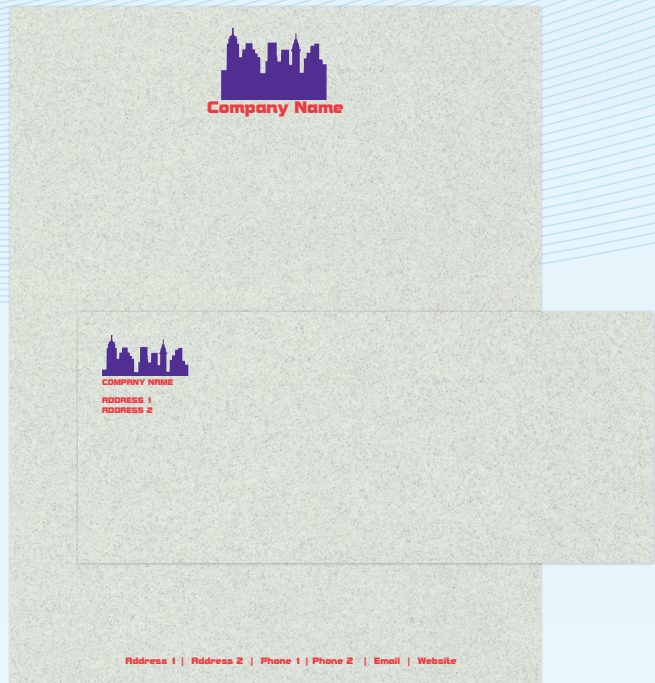 Company Name
COMPANY NAME
ADDRESS 1
ADDRESS 2
Address 1 | Address 2 | Phone 1 | Phone 2 | Email | Website